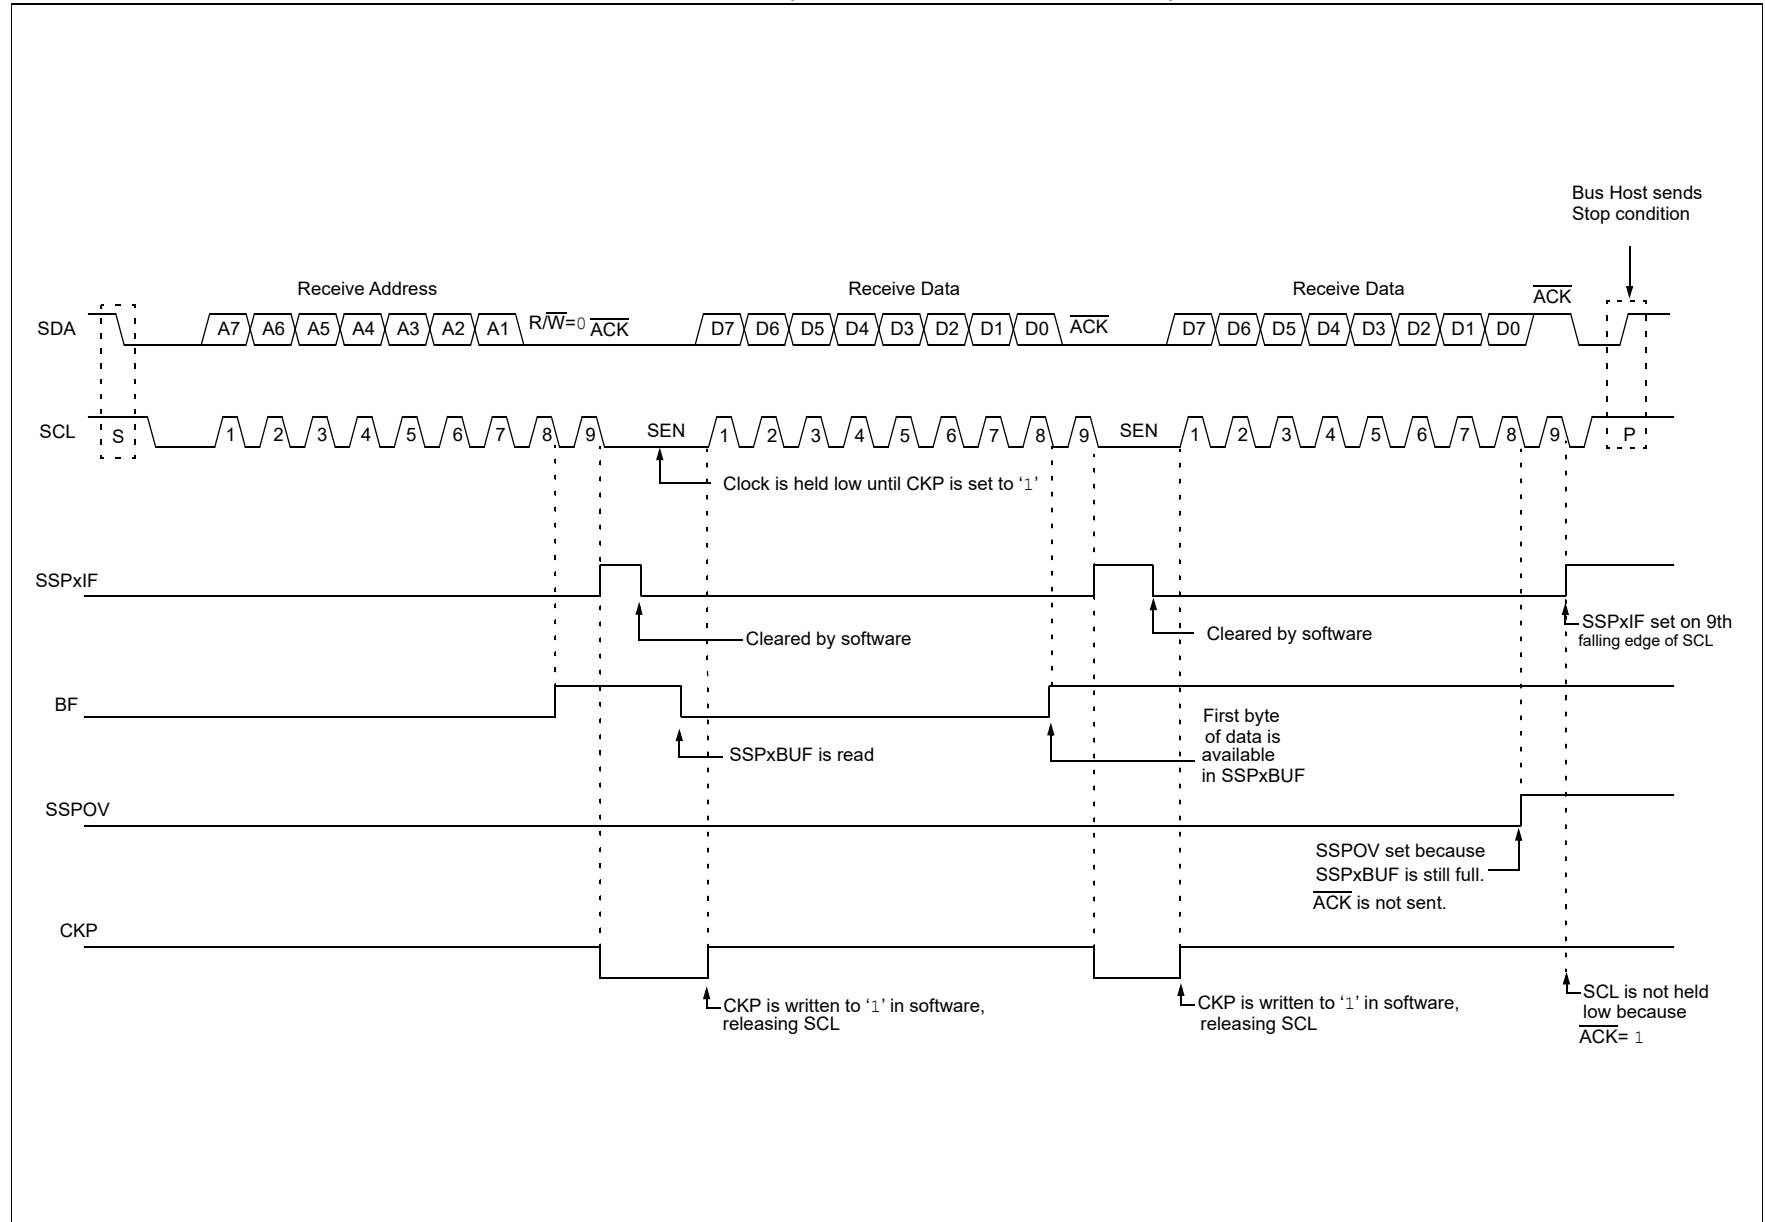 Bus Host sends
Stop condition
Receive Address
Receive Data
Receive Data
ACK
SDA
A7 A6 A5 A4 A3 A2 A1 R/W=0 ACK
D7 D6 D5 D4 D3 D2 D1 D0 ACK
D7 D6 D5 D4 D3 D2 D1 D0
SCL
S 1 2 3 4 5 6 7 8 9 SEN 1 2 3 4 5 6 7 8 9 SEN 1 2 3 4 5 6 7 8 9 P
Clock is held low until CKP is set to ‘1’
SSPxIF
Cleared by software
Cleared by software
SSPxIF set on 9th
falling edge of SCL
BF
SSPxBUF is read
First byte
of data is
available
in SSPxBUF
SSPOV
SSPOV set because
SSPxBUF is still full.
ACK is not sent.
CKP
CKP is written to ‘1’ in software,
releasing SCL
CKP is written to ‘1’ in software,
releasing SCL
SCL is not held
low because
ACK= 1